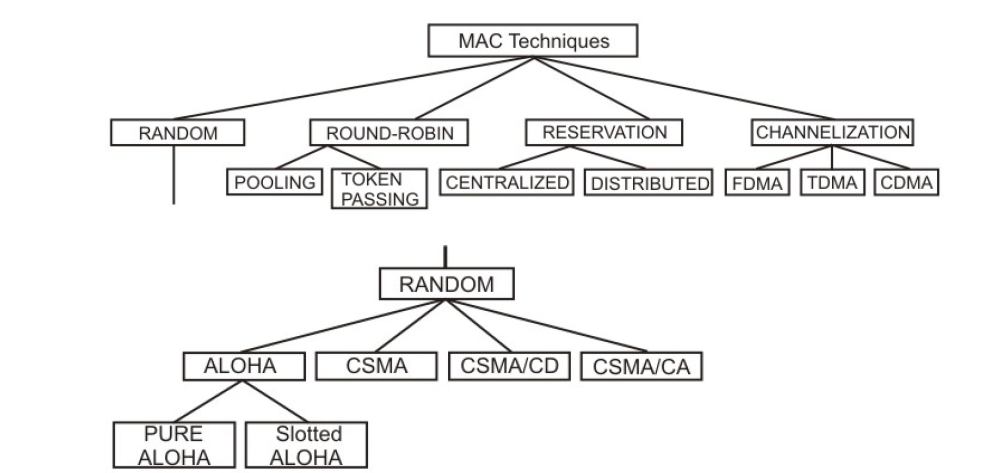 MAC Techniques
RANDOM
ROUND-ROBIN
RESERVATION
CHANNELIZATION
POOLING
TOKEN
PASSING
CENTRALIZED
DISTRIBUTED
FDMA
TDMA
CDMA
RANDOM
ALOHA
CSMA
CSMA/CD
CSMA/CA
PURE
ALOHA
Slotted
ALOHA